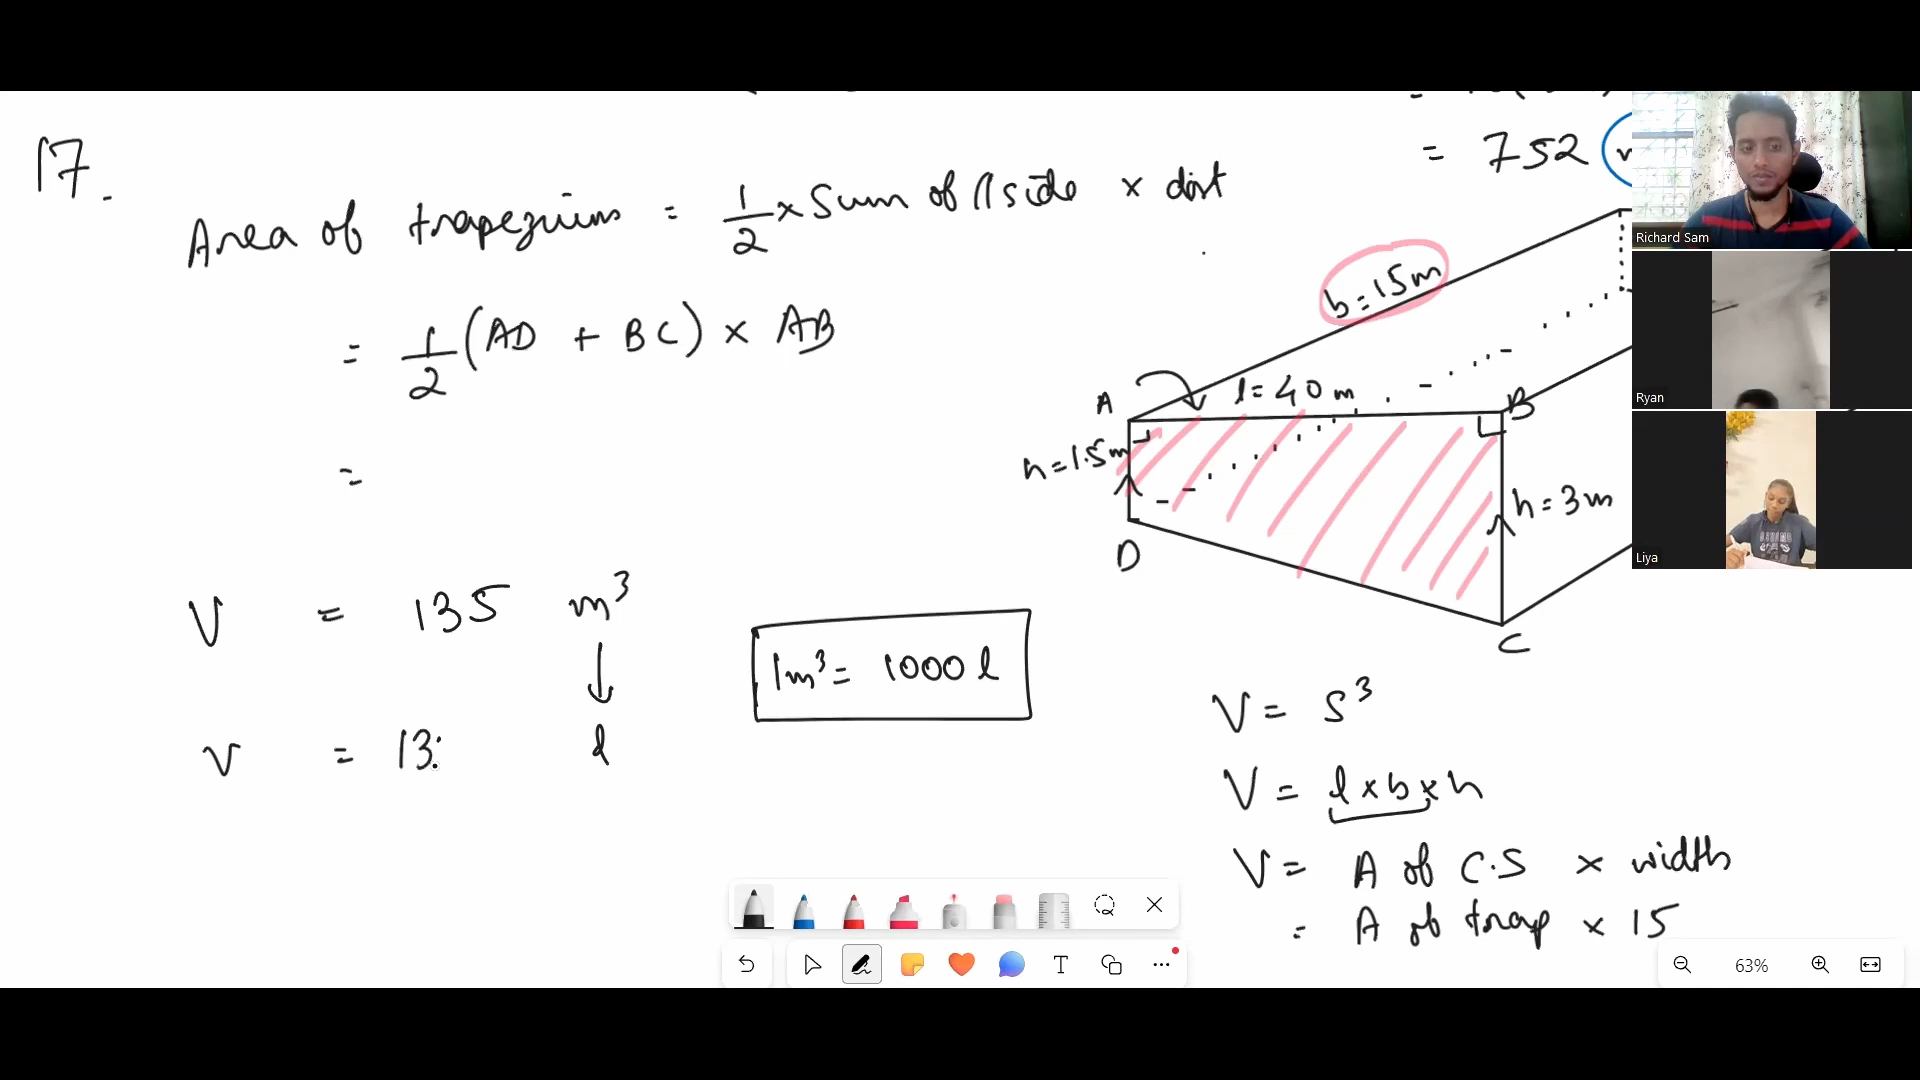 17.
Area of trapezium = 1/2 × Sum of // side × dist
= 1/2 (AD + BC) × AB
=
V = 135 m³
↓
V = 13 l
1m³ = 1000 l
= 752
b = 15m
A
l = 40 m
B
h = 1.5m
h = 3m
D
C
V = S³
V = l × b × h
V = A of C.S × width
= A of trap × 15
Richard Sam
Ryan
Liya
T
63%